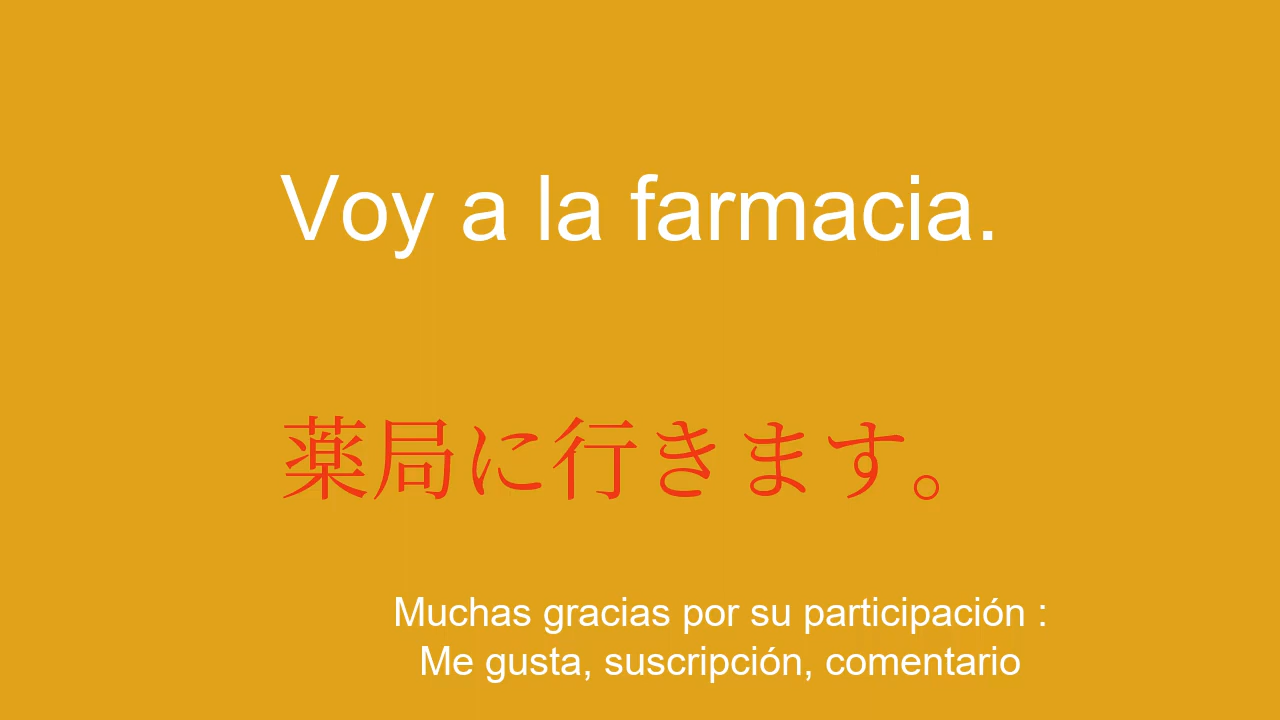 Voy a la farmacia.
薬局に行きます。
Muchas gracias por su participación :
Me gusta, suscripción, comentario